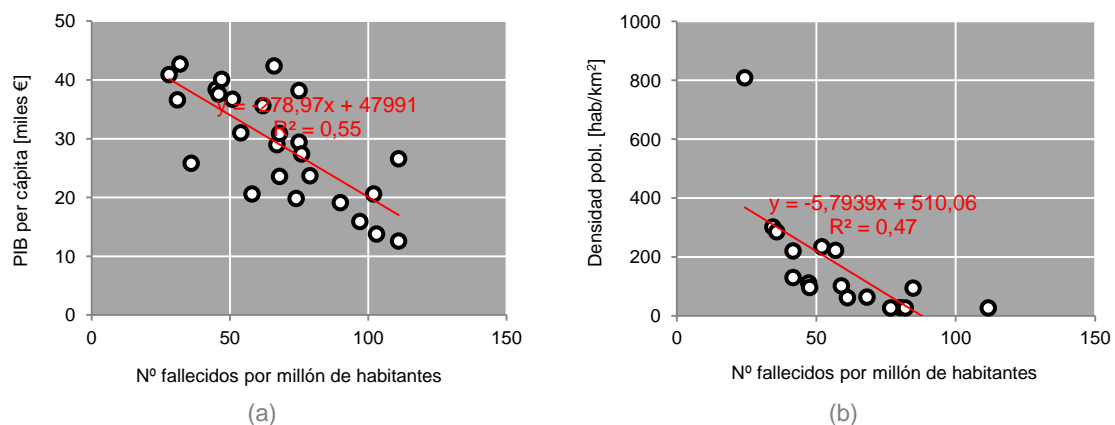 50
40
30
20
10
0
PIB per cápita [miles €]
y = -278,97x + 47991
R² = 0,55
0 50 100 150
Nº fallecidos por millón de habitantes
(a)
1000
800
600
400
200
0
Densidad pobl. [hab/km²]
y = -5,7939x + 510,06
R² = 0,47
0 50 100 150
Nº fallecidos por millón de habitantes
(b)